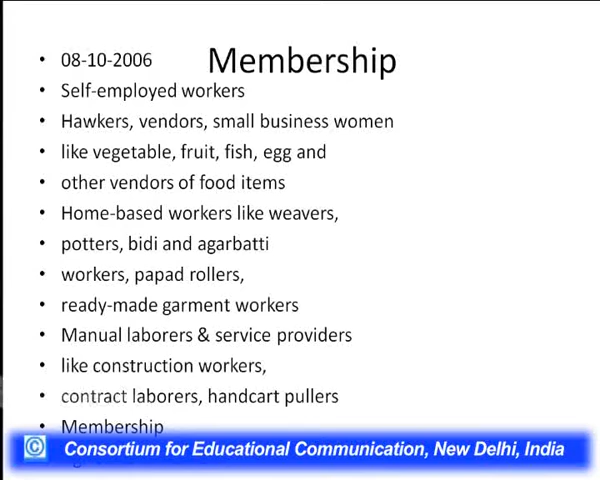 Membership
• 08-10-2006
• Self-employed workers
• Hawkers, vendors, small business women
• like vegetable, fruit, fish, egg and
• other vendors of food items
• Home-based workers like weavers,
• potters, bidi and agarbatti
• workers, papad rollers,
• ready-made garment workers
• Manual laborers & service providers
• like construction workers,
• contract laborers, handcart pullers
• Membership
© Consortium for Educational Communication, New Delhi, India